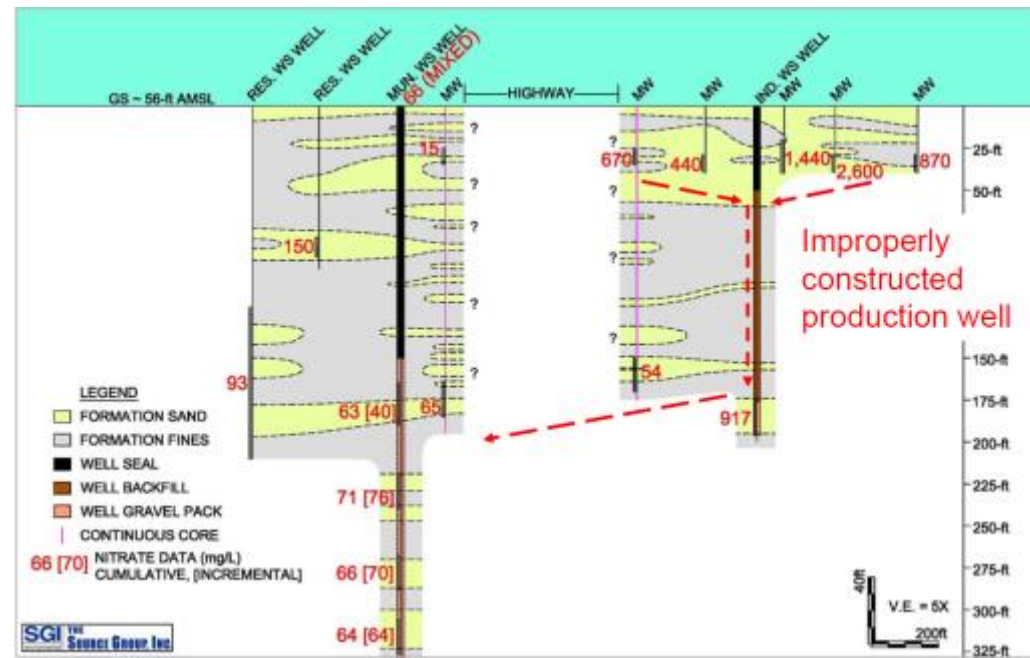 RES. WS WELL
RES. WS WELL
MUN. WS WELL
66 (MIXED)
MW
HIGHWAY
MW
MW
IND. WS WELL
MW
MW
MW
GS ~ 56-ft AMSL
15
?
?
670
440
1,440
2,600
870
25-ft
?
?
50-ft
?
?
150
?
?
Improperly
constructed
production well
?
?
?
?
150-ft
93
54
LEGEND
FORMATION SAND
63 [40]
65
917
175-ft
FORMATION FINES
200-ft
WELL SEAL
WELL BACKFILL
71 [76]
225-ft
WELL GRAVEL PACK
250-ft
CONTINUOUS CORE
66 [70] NITRATE DATA (mg/L)
CUMULATIVE, [INCREMENTAL]
66 [70]
275-ft
40ft
V.E. = 5X
300-ft
200ft
SGI THE SOURCE GROUP, INC.
64 [64]
325-ft